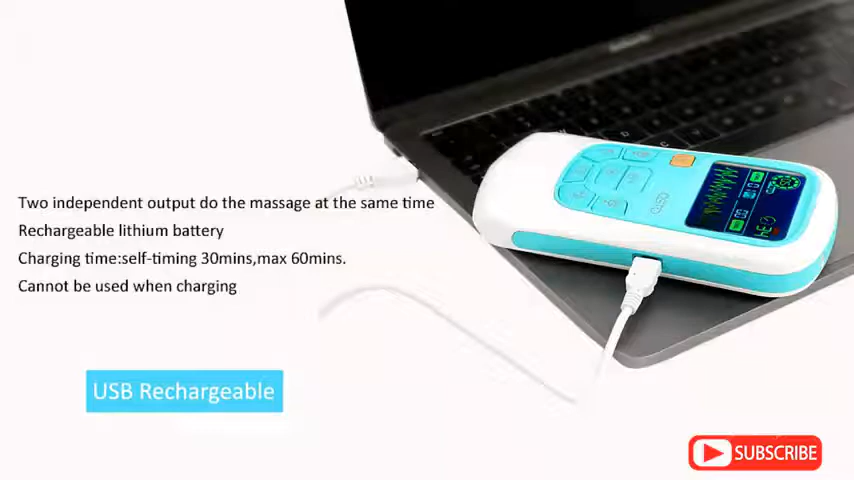 Two independent output do the massage at the same time
Rechargeable lithium battery
Charging time:self-timing 30mins,max 60mins.
Cannot be used when charging
USB Rechargeable
SUBSCRIBE